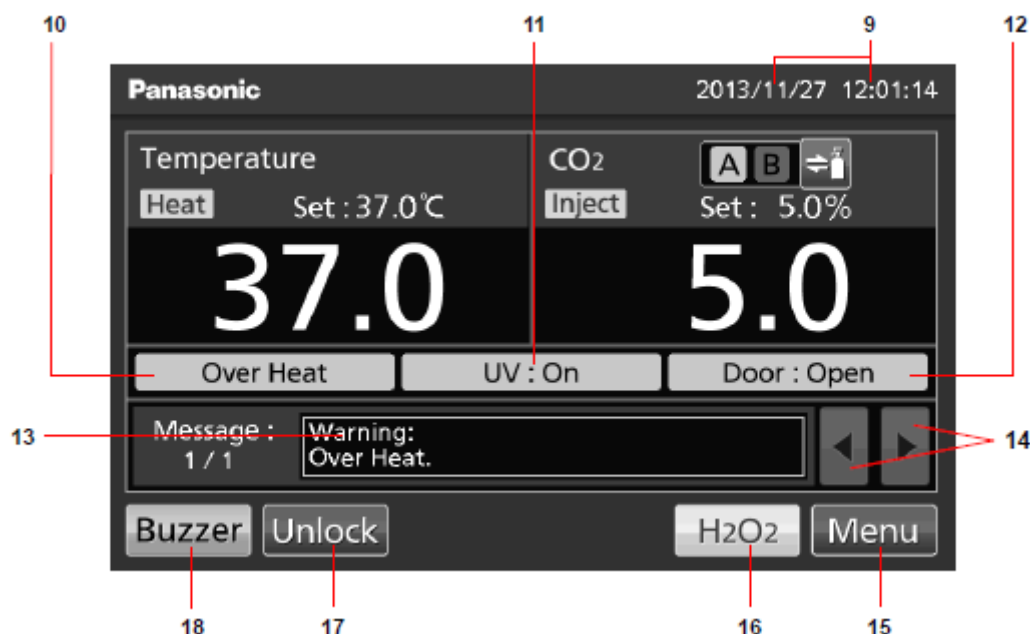 10 11 9 12
Panasonic 2013/11/27 12:01:14
Temperature CO2 A B
Heat Set : 37.0℃ Inject Set : 5.0%
37.0 5.0
Over Heat UV : On Door : Open
13 Message : Warning: 14
1 / 1 Over Heat.
Buzzer Unlock H2O2 Menu
18 17 16 15